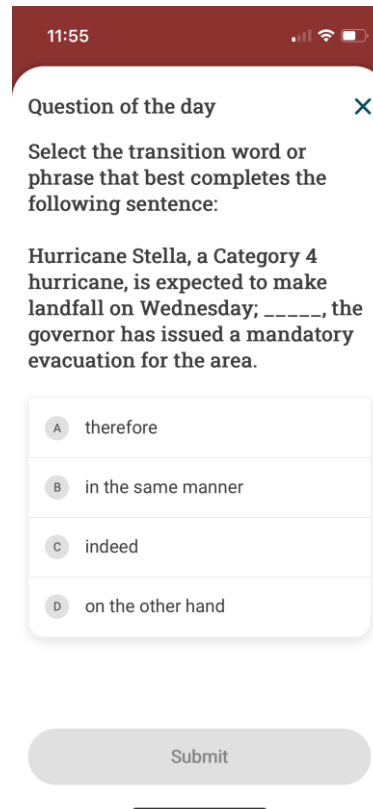 11:55
Question of the day
Select the transition word or
phrase that best completes the
following sentence:
Hurricane Stella, a Category 4
hurricane, is expected to make
landfall on Wednesday; _____, the
governor has issued a mandatory
evacuation for the area.
A therefore
B in the same manner
C indeed
D on the other hand
Submit